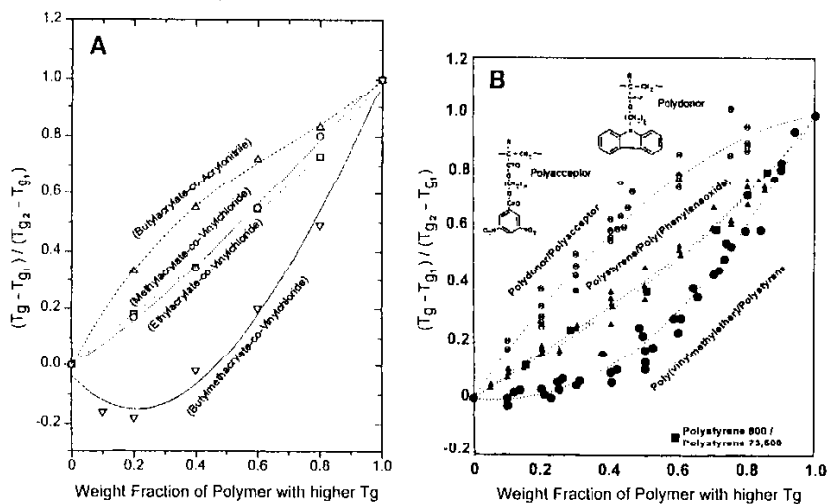 A
1.0
0.8
0.6
0.4
0.2
0.0
-0.2
(Tg - Tg1) / (Tg2 - Tg1)
(Butylacrylate-co-Acrylonitrile)
(Methylacrylate-co-Vinylchloride)
(Ethylacrylate-co-Vinylchloride)
(Butylmethacrylate-co-Vinylchloride)
0 0.2 0.4 0.6 0.8 1.0
Weight Fraction of Polymer with higher Tg
B
1.2
1.0
0.8
0.6
0.4
0.2
0
-0.2
(Tg - Tg1) / (Tg2 - Tg1)
Polydonor
Polyacceptor
Polydonor/Polyacceptor
Polystyrene/Poly(Phenyleneoxide)
Poly(vinylmethylether)/Polystyrene
Polystyrene 800 /
Polystyrene 73,600
0 0.2 0.4 0.6 0.8 1.0
Weight Fraction of Polymer with higher Tg